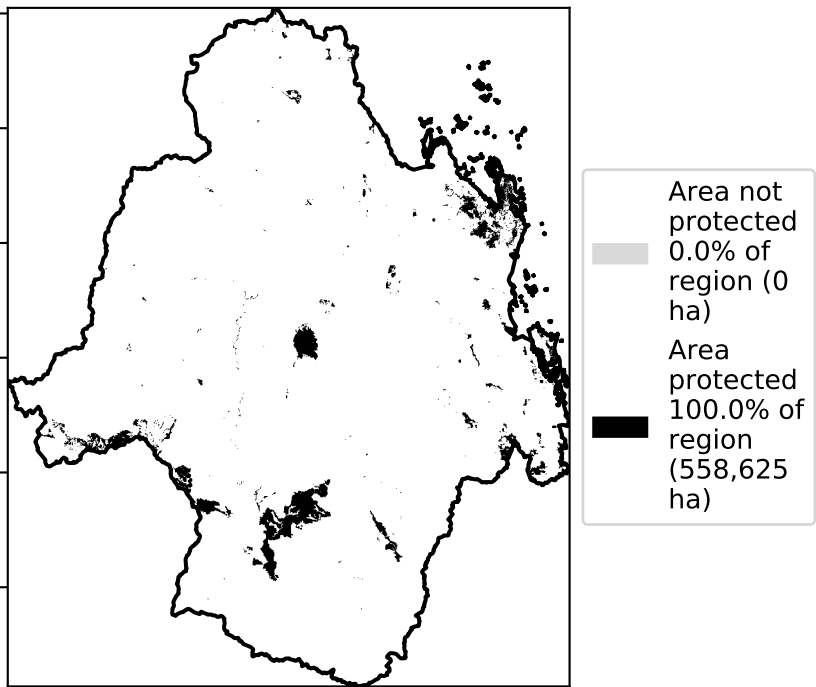 Area not
protected
0.0% of
region (0
ha)
Area
protected
100.0% of
region
(558,625
ha)